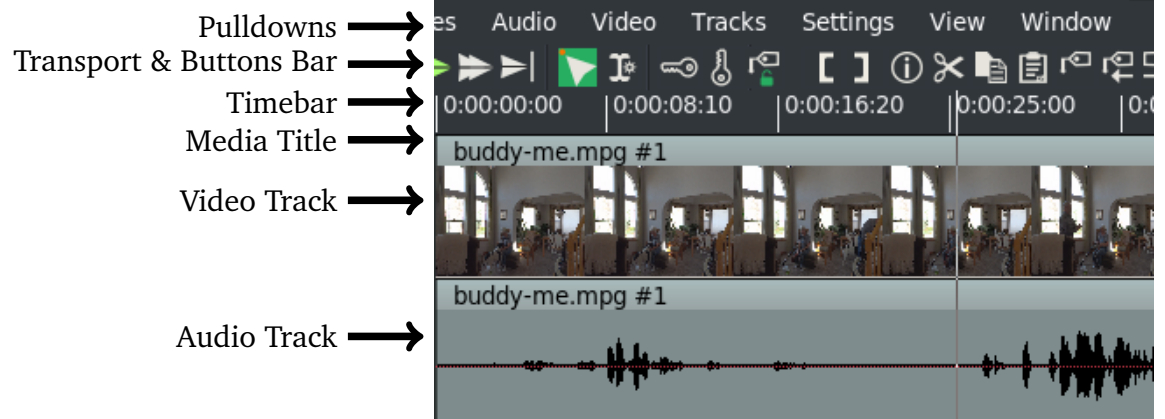 Pulldowns
es Audio Video Tracks Settings View Window
Transport & Buttons Bar
Timebar
0:00:00:00 0:00:08:10 0:00:16:20 0:00:25:00 0:0
Media Title
buddy-me.mpg #1
Video Track
buddy-me.mpg #1
Audio Track